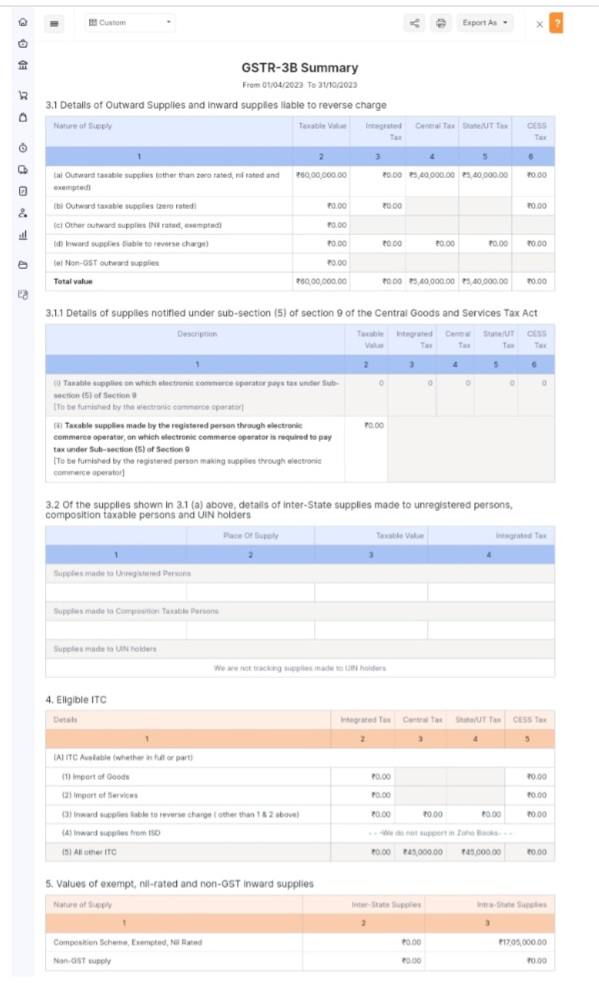 Custom
Export As
×
?
GSTR-3B Summary
From 01/04/2023 To 31/10/2023
3.1 Details of Outward Supplies and inward supplies liable to reverse charge
Nature of Supply Taxable Value Integrated Tax Central Tax State/UT Tax CESS Tax
1 2 3 4 5 6
(a) Outward taxable supplies (other than zero rated, nil rated and exempted) ₹60,00,000.00 ₹0.00 ₹5,40,000.00 ₹5,40,000.00 ₹0.00
(b) Outward taxable supplies (zero rated) ₹0.00 ₹0.00 ₹0.00
(c) Other outward supplies (Nil rated, exempted) ₹0.00
(d) Inward supplies (liable to reverse charge) ₹0.00 ₹0.00 ₹0.00 ₹0.00 ₹0.00
(e) Non-GST outward supplies ₹0.00
Total value ₹60,00,000.00 ₹0.00 ₹5,40,000.00 ₹5,40,000.00 ₹0.00
3.1.1 Details of supplies notified under sub-section (5) of section 9 of the Central Goods and Services Tax Act
Description Taxable Value Integrated Tax Central Tax State/UT Tax CESS Tax
1 2 3 4 5 6
(i) Taxable supplies on which electronic commerce operator pays tax under Sub-
section (5) of Section 9
[To be furnished by the electronic commerce operator] 0 0 0 0 0
(ii) Taxable supplies made by the registered person through electronic
commerce operator, on which electronic commerce operator is required to pay
tax under Sub-section (5) of Section 9
[To be furnished by the registered person making supplies through electronic
commerce operator] ₹0.00
3.2 Of the supplies shown in 3.1 (a) above, details of inter-State supplies made to unregistered persons,
composition taxable persons and UIN holders
Place Of Supply Taxable Value Integrated Tax
1 2 3 4
Supplies made to Unregistered Persons
Supplies made to Composition Taxable Persons
Supplies made to UIN holders
We are not tracking supplies made to UIN holders
4. Eligible ITC
Details Integrated Tax Central Tax State/UT Tax CESS Tax
1 2 3 4 5
(A) ITC Available (whether in full or part)
(1) Import of Goods ₹0.00 ₹0.00
(2) Import of Services ₹0.00 ₹0.00
(3) Inward supplies liable to reverse charge ( other than 1 & 2 above) ₹0.00 ₹0.00 ₹0.00 ₹0.00
(4) Inward supplies from ISD - - -We do not support in Zoho Books- - -
(5) All other ITC ₹0.00 ₹45,000.00 ₹45,000.00 ₹0.00
5. Values of exempt, nil-rated and non-GST inward supplies
Nature of Supply Inter-State Supplies Intra-State Supplies
1 2 3
Composition Scheme, Exempted, Nil Rated ₹0.00 ₹17,05,000.00
Non-GST supply ₹0.00 ₹0.00